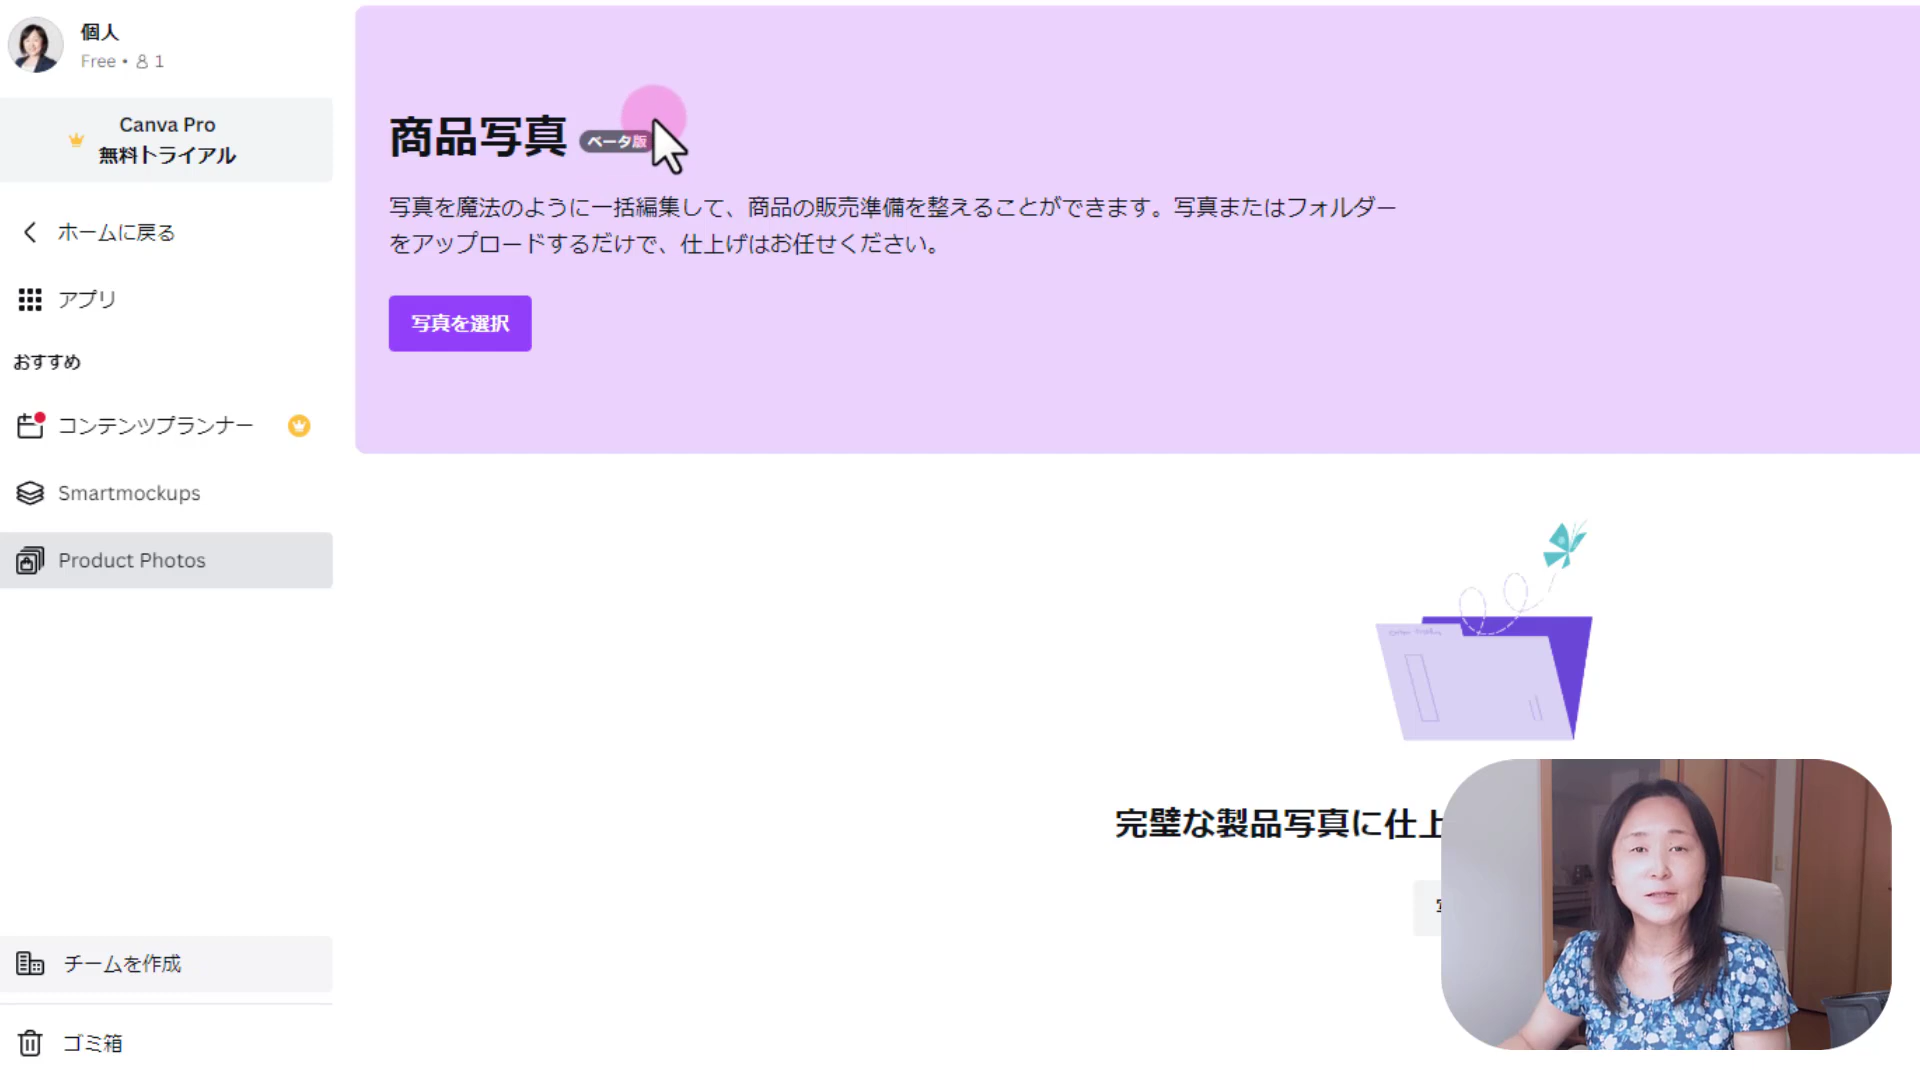 個人
Free • 1
Canva Pro
無料トライアル
ホームに戻る
アプリ
おすすめ
コンテンツプランナー
Smartmockups
Product Photos
チームを作成
ゴミ箱
商品写真 ベータ版
写真を魔法のように一括編集して、商品の販売準備を整えることができます。写真またはフォルダー
をアップロードするだけで、仕上げはお任せください。
写真を選択
完璧な製品写真に仕上